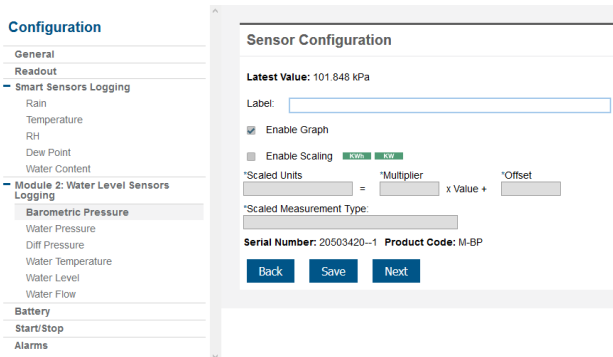 Configuration
General
Readout
Smart Sensors Logging
Rain
Temperature
RH
Dew Point
Water Content
Module 2: Water Level Sensors
Logging
Barometric Pressure
Water Pressure
Diff Pressure
Water Temperature
Water Level
Water Flow
Battery
Start/Stop
Alarms
Sensor Configuration
Latest Value: 101.848 kPa
Label:
Enable Graph
Enable Scaling KWh KW
*Scaled Units *Multiplier *Offset
= x Value +
*Scaled Measurement Type:
Serial Number: 20503420--1 Product Code: M-BP
Back Save Next